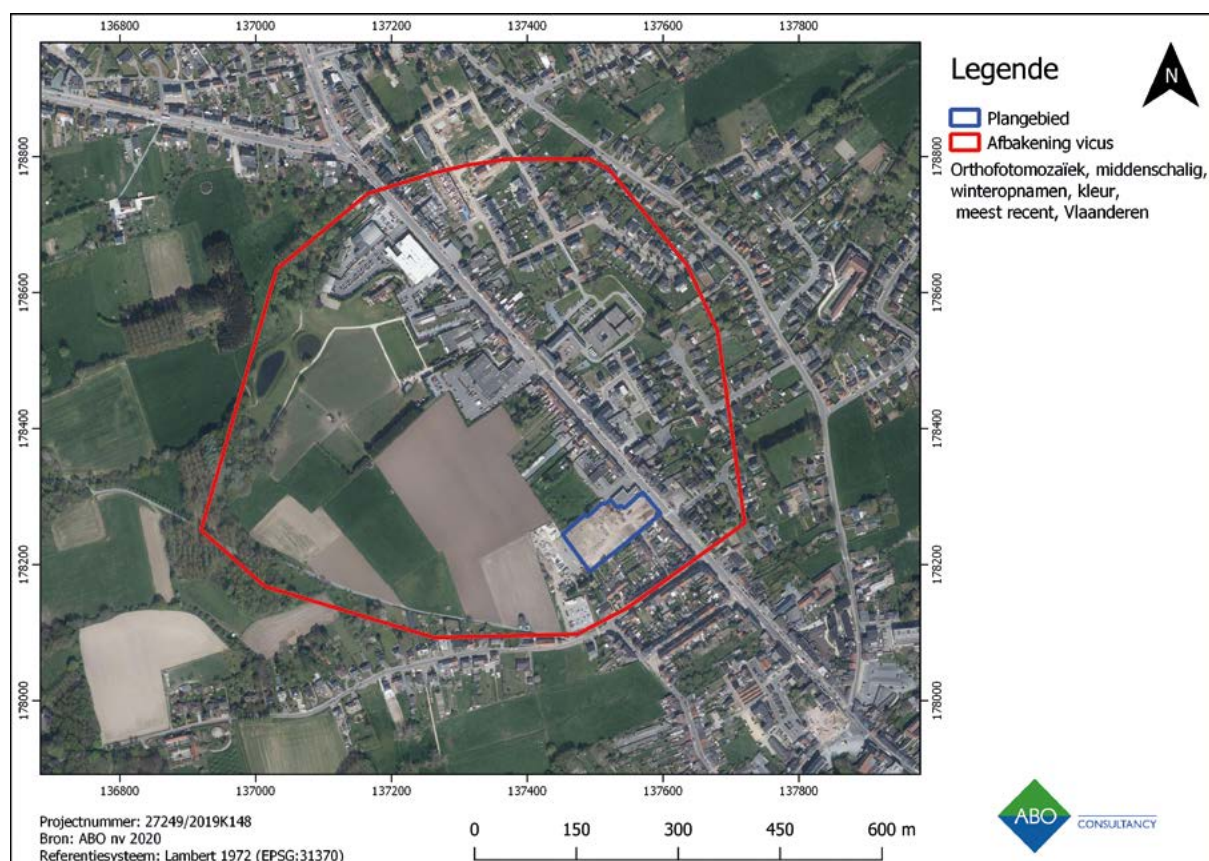 136800 137000 137200 137400 137600 137800
Legende
N
Plangebied
Afbakening vicus
Orthofotomozaïek, middenschalig,
winteropnamen, kleur,
meest recent, Vlaanderen
178800 178800
178600 178600
178400 178400
178200 178200
178000 178000
136800 137000 137200 137400 137600 137800
Projectnummer: 27249/2019K148
Bron: ABO nv 2020
Referentiesysteem: Lambert 1972 (EPSG:31370)
0 150 300 450 600 m
ABO
CONSULTANCY